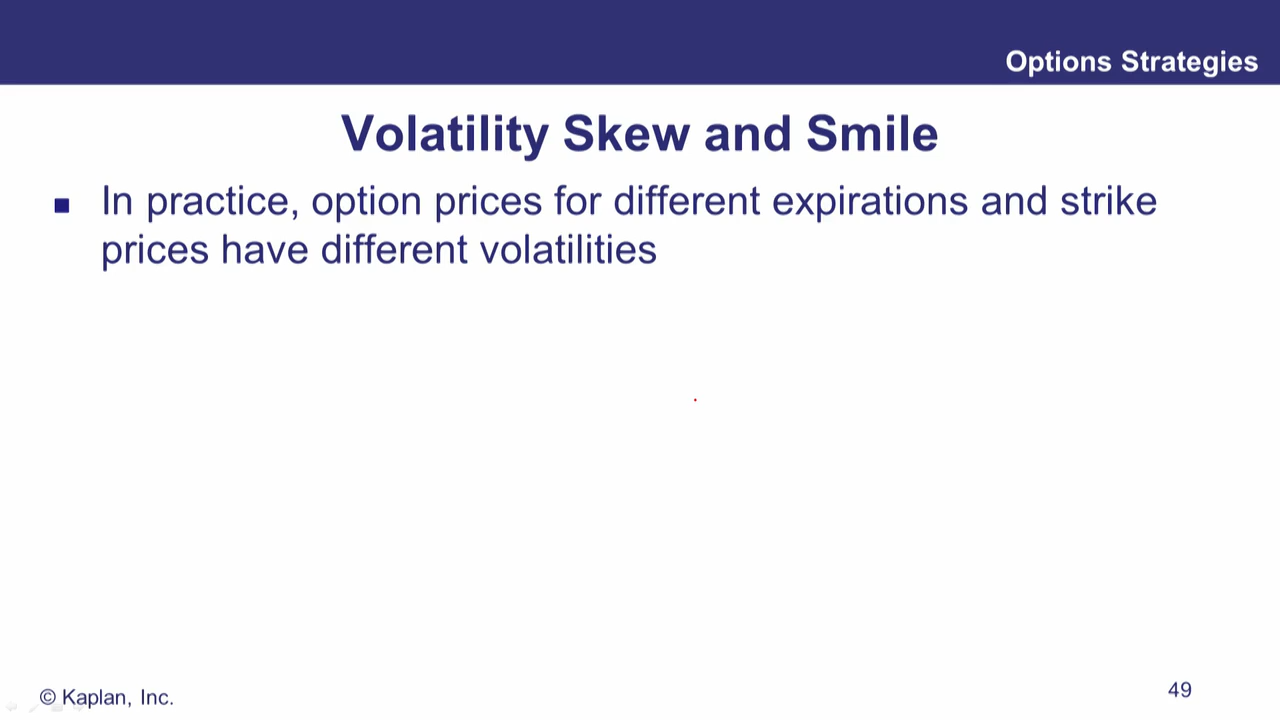 Options Strategies
Volatility Skew and Smile
In practice, option prices for different expirations and strike
prices have different volatilities
© Kaplan, Inc.
49